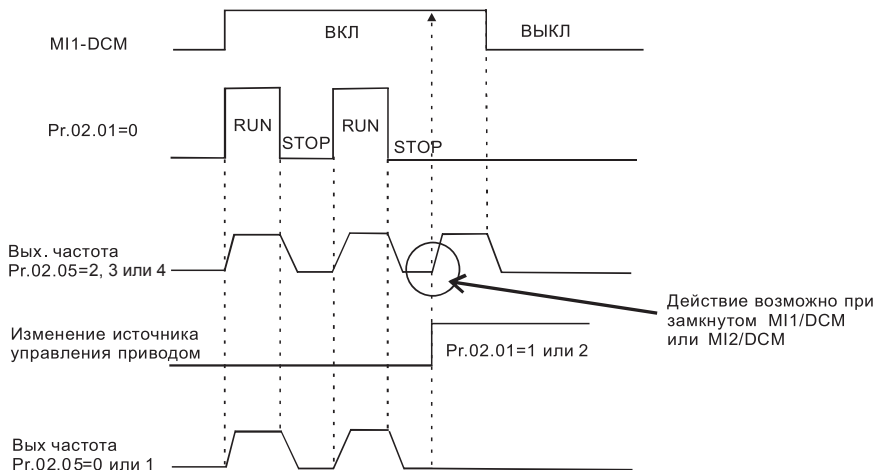 MI1-DCM
ВКЛ
ВЫКЛ
Pr.02.01=0
RUN
STOP
RUN
STOP
Вых. частота
Pr.02.05=2, 3 или 4
Действие возможно при
замкнутом MI1/DCM
или MI2/DCM
Изменение источника
управления приводом
Pr.02.01=1 или 2
Вых частота
Pr.02.05=0 или 1